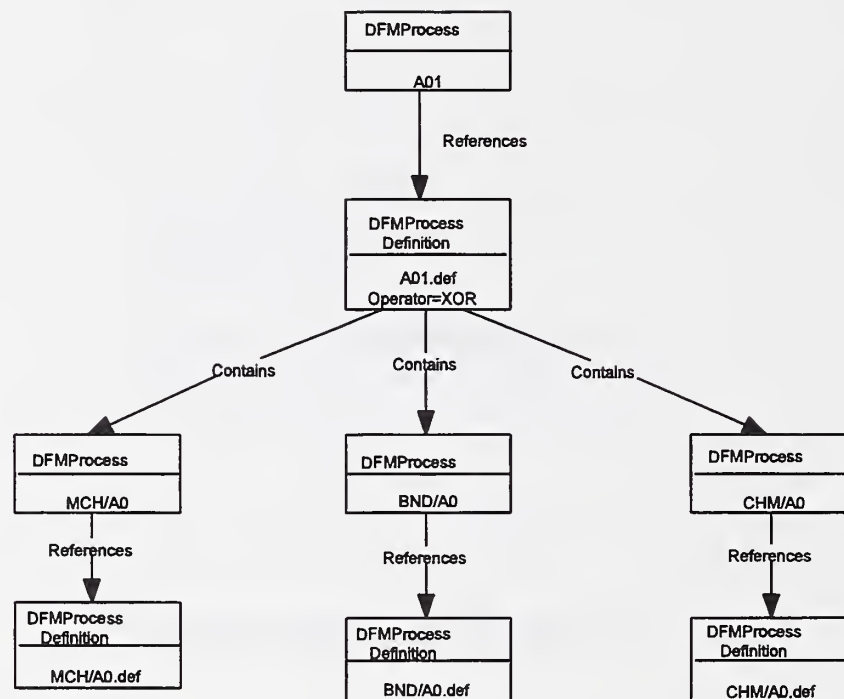 DFMProcess
A01
References
DFMProcess
Definition
A01.def
Operator=XOR
Contains
Contains
Contains
DFMProcess
MCH/A0
DFMProcess
BND/A0
DFMProcess
CHM/A0
References
References
References
DFMProcess
Definition
MCH/A0.def
DFMProcess
Definition
BND/A0.def
DFMProcess
Definition
CHM/A0.def